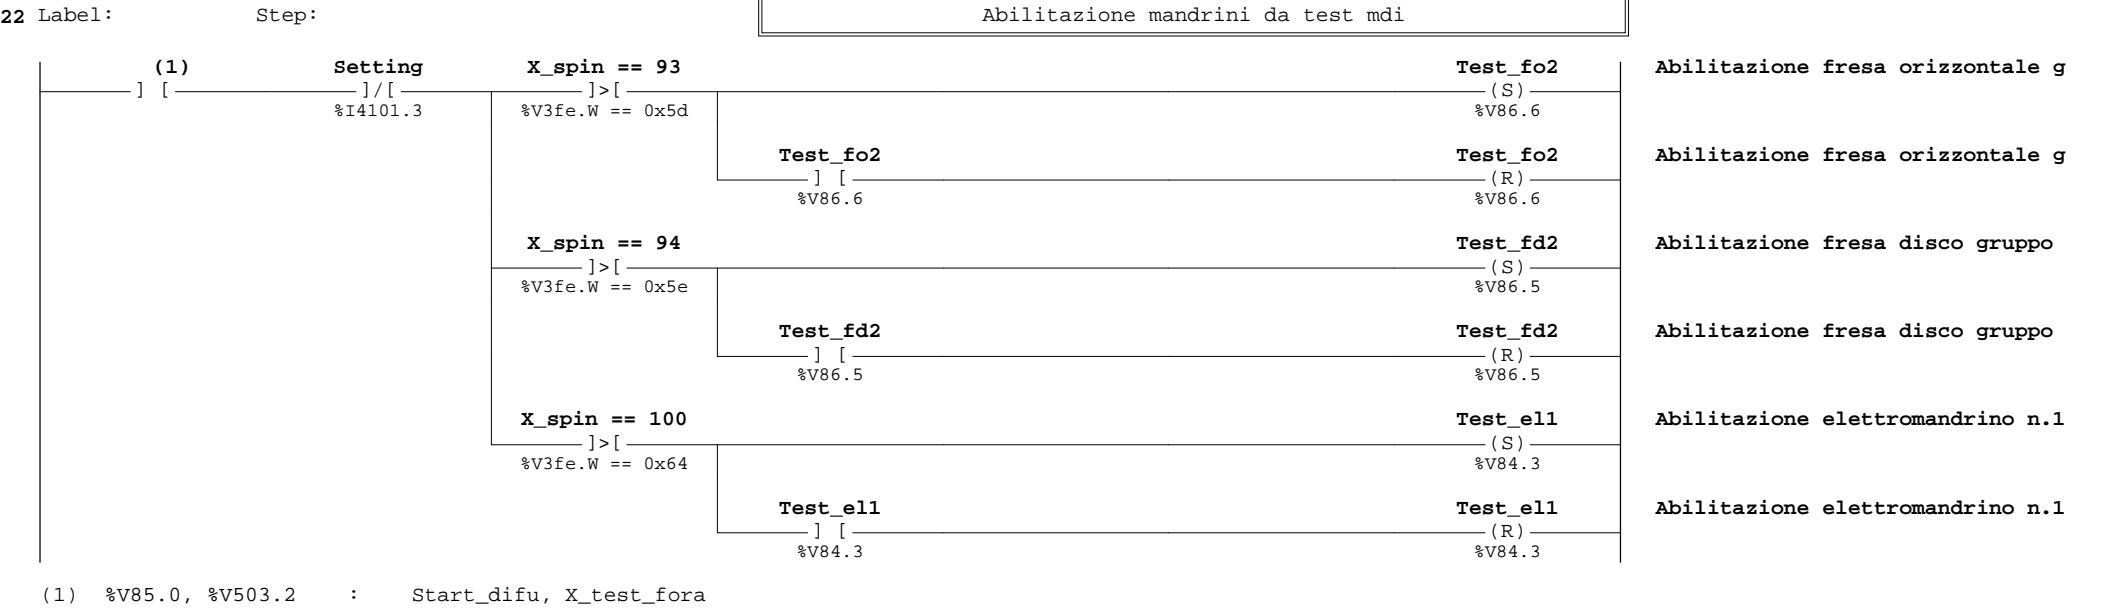 22 Label: Step: Abilitazione mandrini da test mdi
(1) Setting X_spin == 93 Test_fo2 Abilitazione fresa orizzontale g
] [ ]/[ ]>[ (S)
%I4101.3 %V3fe.W == 0x5d %V86.6
Test_fo2 Test_fo2 Abilitazione fresa orizzontale g
] [ (R)
%V86.6 %V86.6
X_spin == 94 Test_fd2 Abilitazione fresa disco gruppo
]>[ (S)
%V3fe.W == 0x5e %V86.5
Test_fd2 Test_fd2 Abilitazione fresa disco gruppo
] [ (R)
%V86.5 %V86.5
X_spin == 100 Test_el1 Abilitazione elettromandrino n.1
]>[ (S)
%V3fe.W == 0x64 %V84.3
Test_el1 Test_el1 Abilitazione elettromandrino n.1
] [ (R)
%V84.3 %V84.3
(1) %V85.0, %V503.2 : Start_difu, X_test_fora